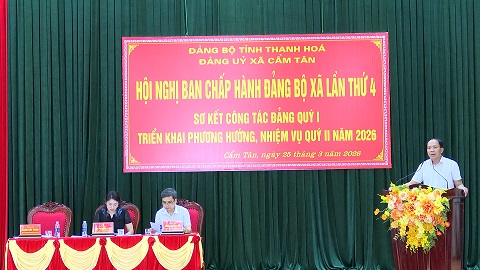 ĐẢNG BỘ TỈNH THANH HOÁ
ĐẢNG UỶ XÃ CẨM TÂN
HỘI NGHỊ BAN CHẤP HÀNH ĐẢNG BỘ XÃ LẦN THỨ 4
SƠ KẾT CÔNG TÁC ĐẢNG QUÝ I
TRIỂN KHAI PHƯƠNG HƯỚNG, NHIỆM VỤ QUÝ II NĂM 2026
Cẩm Tân, ngày 25 tháng 3 năm 2026